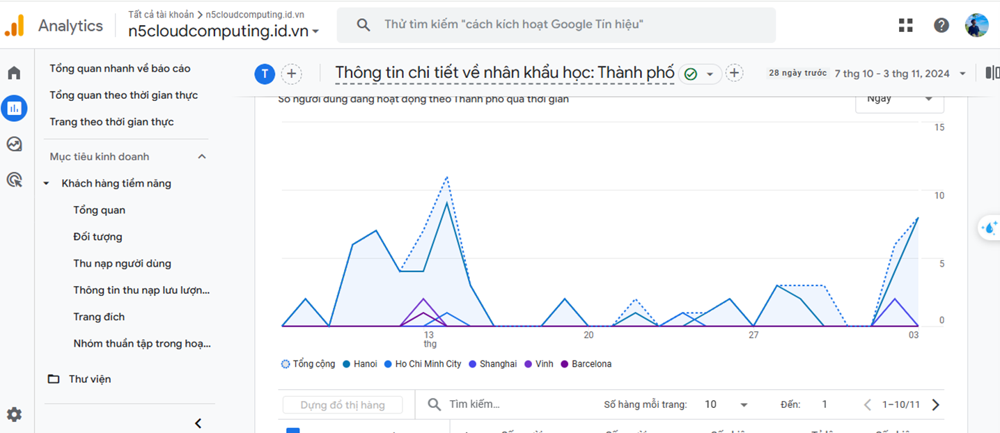 Analytics
Tất cả tài khoản > n5cloudcomputing.id.vn
n5cloudcomputing.id.vn
Thử tìm kiếm "cách kích hoạt Google Tín hiệu"
Tổng quan nhanh về báo cáo
Tổng quan theo thời gian thực
Trang theo thời gian thực
Mục tiêu kinh doanh
Khách hàng tiềm năng
Tổng quan
Đối tượng
Thu nạp người dùng
Thông tin thu nạp lưu lượn...
Trang đích
Nhóm thuần tập trong hoạ...
Thư viện
T
Thông tin chi tiết về nhân khẩu học: Thành phố
28 ngày trước 7 thg 10 - 3 thg 11, 2024
Số người dùng đang hoạt động theo Thành phố qua thời gian
Ngày
15
10
5
0
13
thg
20
27
03
Tổng cộng Hanoi Ho Chi Minh City Shanghai Vinh Barcelona
Dựng đồ thị hàng
Tìm kiếm...
Số hàng mỗi trang: 10
Đến: 1
1–10/11